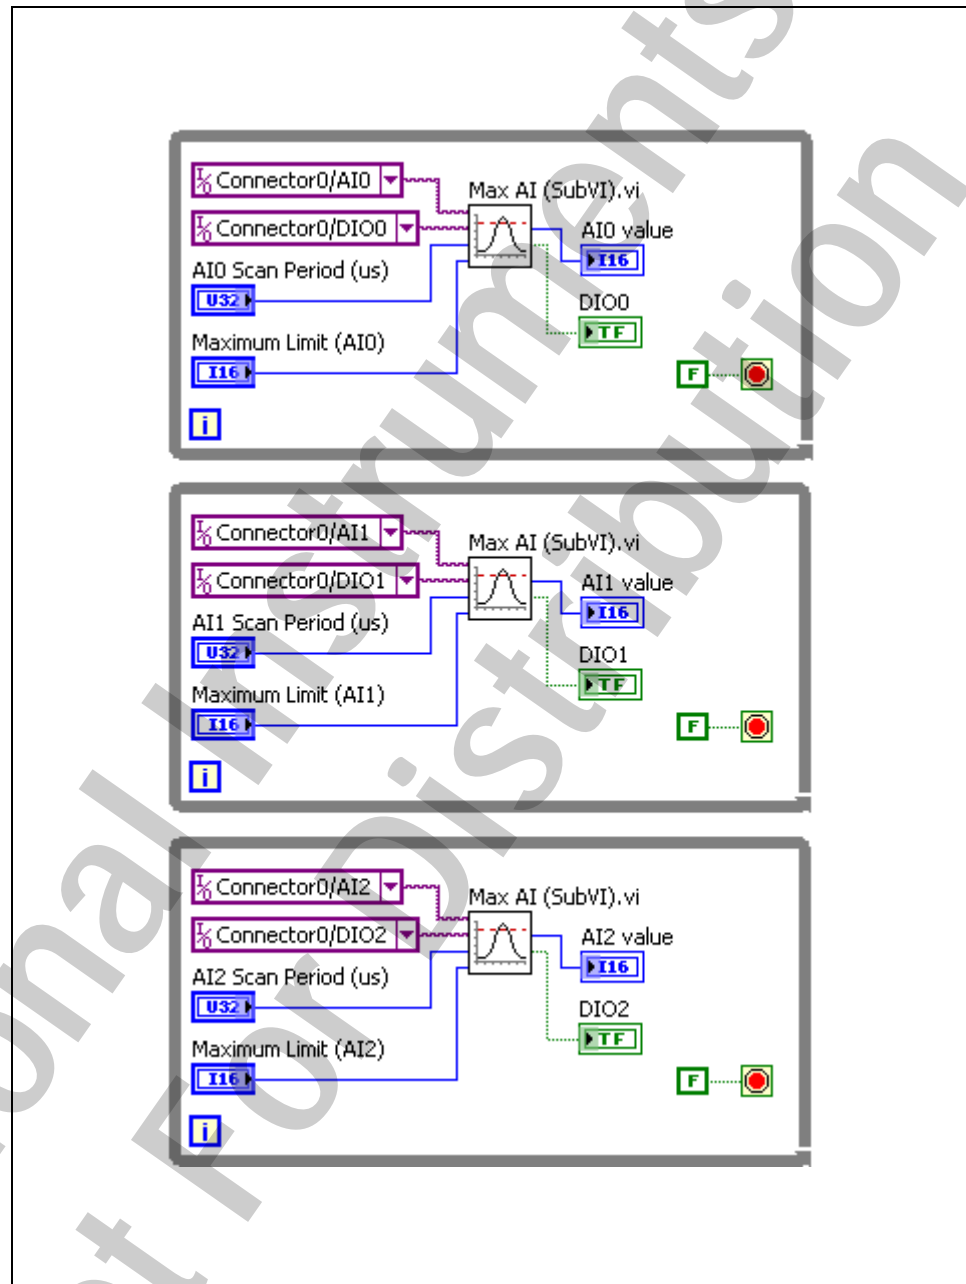 Connector0/AI0
Max AI (SubVI).vi
Connector0/DIO0
AI0 value
I16
AI0 Scan Period (us)
U32
DIO0
TF
Maximum Limit (AI0)
I16
F
i
Connector0/AI1
Max AI (SubVI).vi
Connector0/DIO1
AI1 value
I16
AI1 Scan Period (us)
U32
DIO1
TF
Maximum Limit (AI1)
I16
F
i
Connector0/AI2
Max AI (SubVI).vi
Connector0/DIO2
AI2 value
I16
AI2 Scan Period (us)
U32
DIO2
TF
Maximum Limit (AI2)
I16
F
i
onal Instruments
t For Distribution